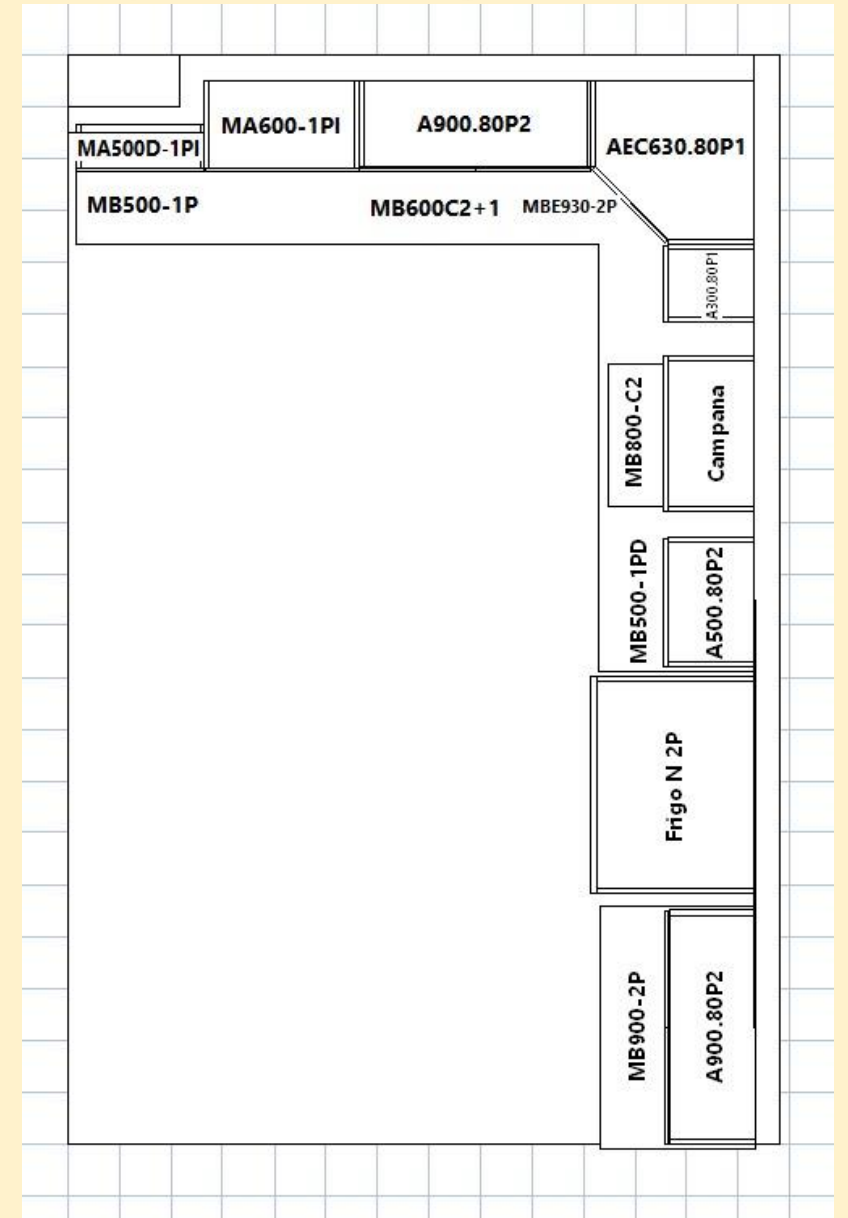 MA600-1PI
A900.80P2
MA500D-1PI
AEC630.80P1
MB500-1P
MB600C2+1
MBE930-2P
A300.80P1
MB800-C2
Campana
MB500-1PD
A500.80P2
Frigo N 2P
MB900-2P
A900.80P2